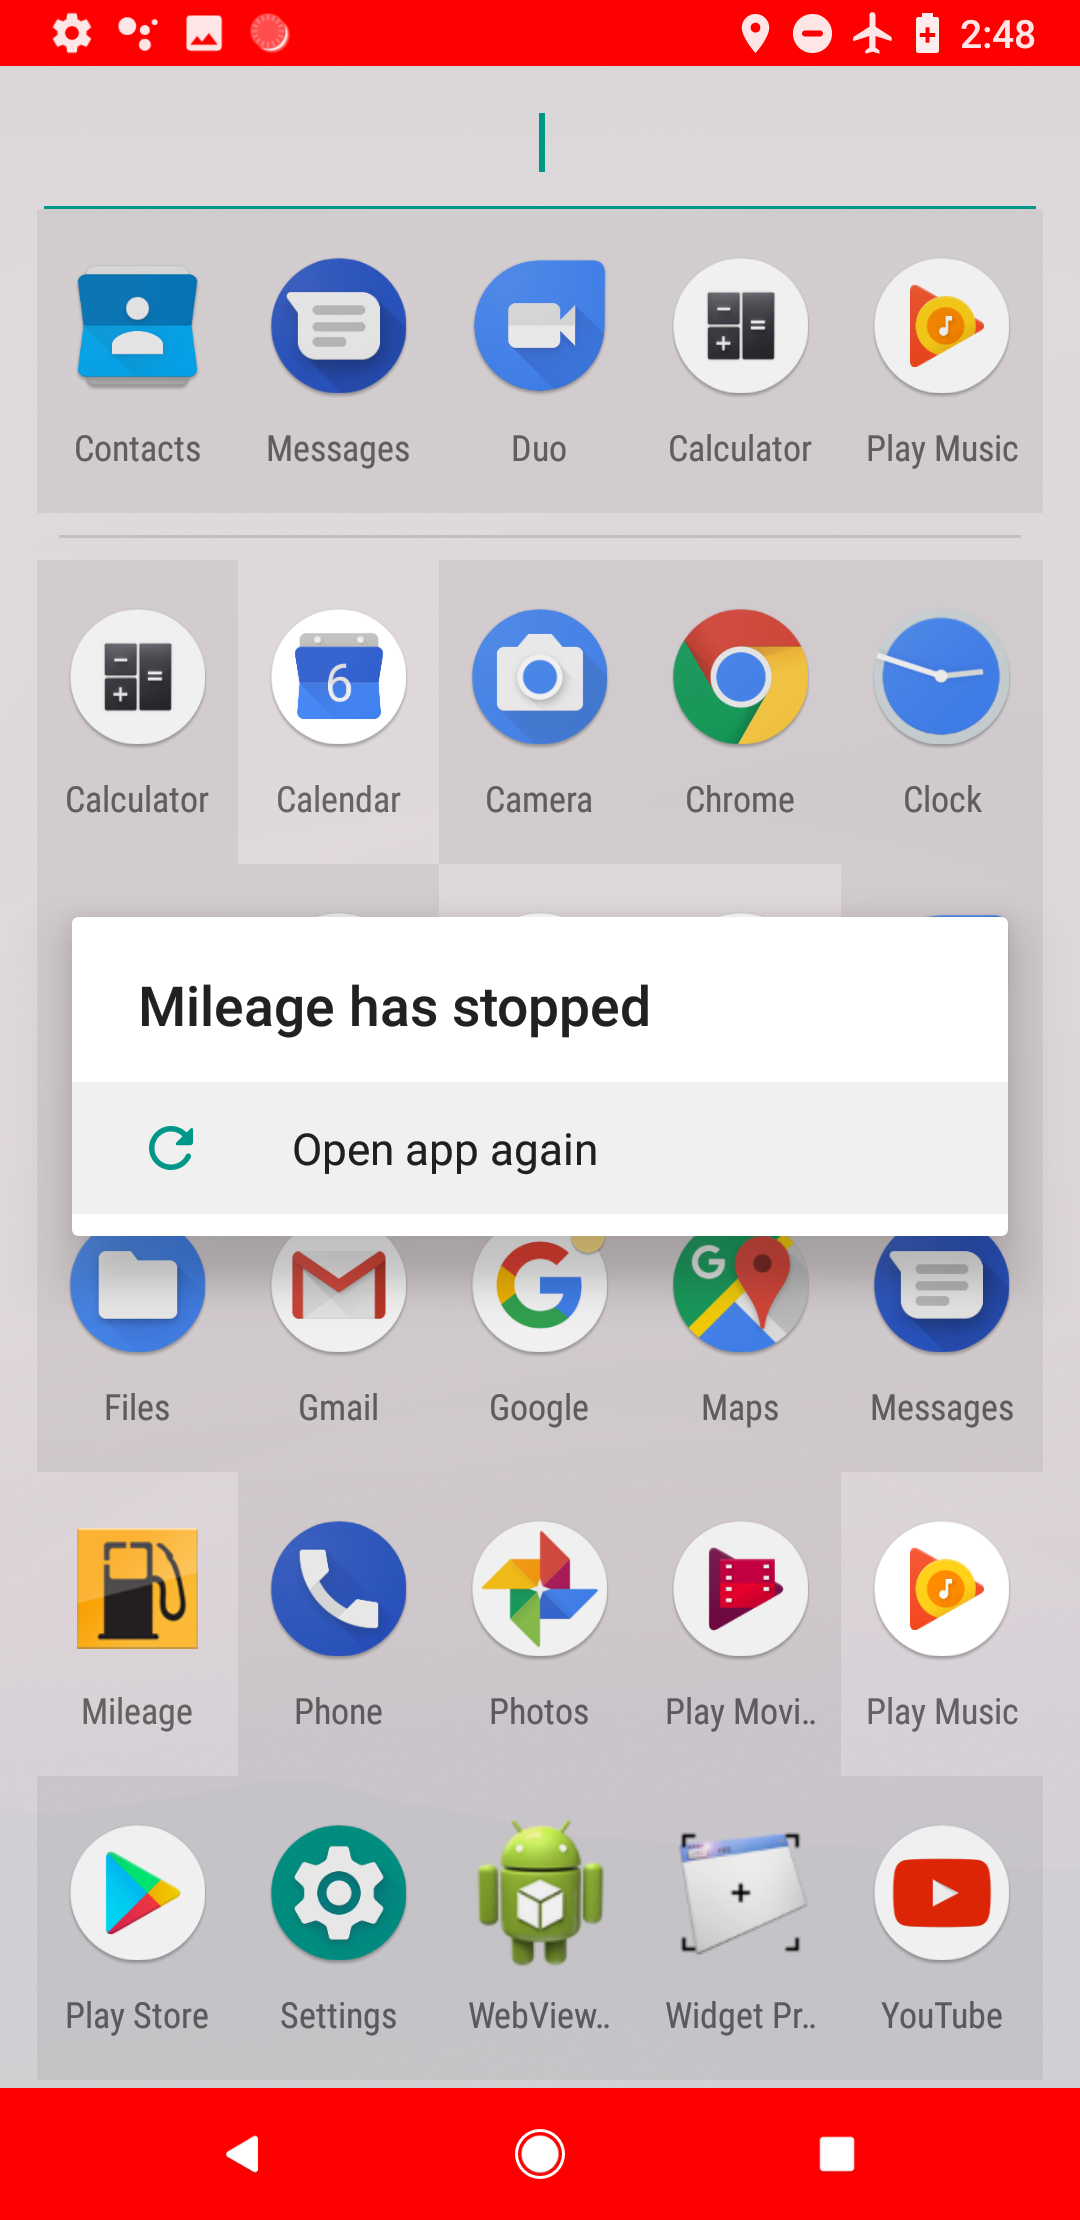 2:48
Contacts Messages Duo Calculator Play Music
Calculator Calendar Camera Chrome Clock
Mileage has stopped
Open app again
Files Gmail Google Maps Messages
Mileage Phone Photos Play Movi.. Play Music
Play Store Settings WebView.. Widget Pr.. YouTube